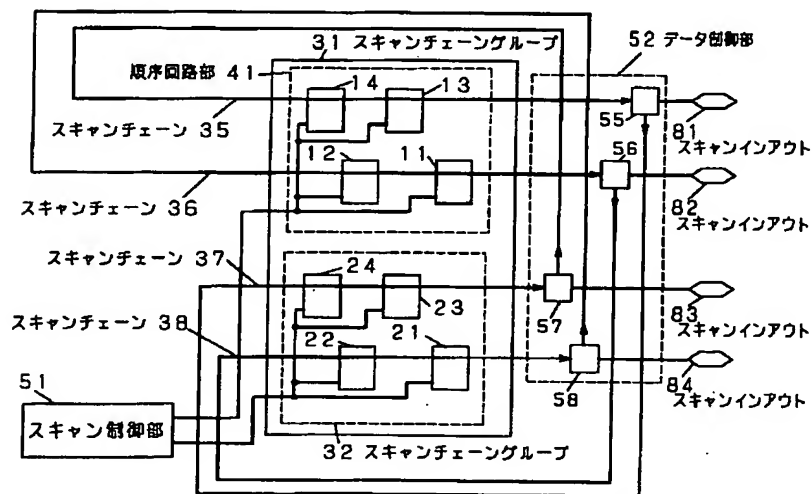 31 スキャンチェーングループ
52 データ制御部
順序回路部 41
14
13
55
81
スキャンチェーン 35
スキャンインアウト
12
11
56
82
スキャンチェーン 36
スキャンインアウト
スキャンチェーン 37
24
23
57
83
スキャンチェーン 38
スキャンインアウト
22
21
58
84
スキャンインアウト
51
スキャン制御部
32 スキャンチェーングループ